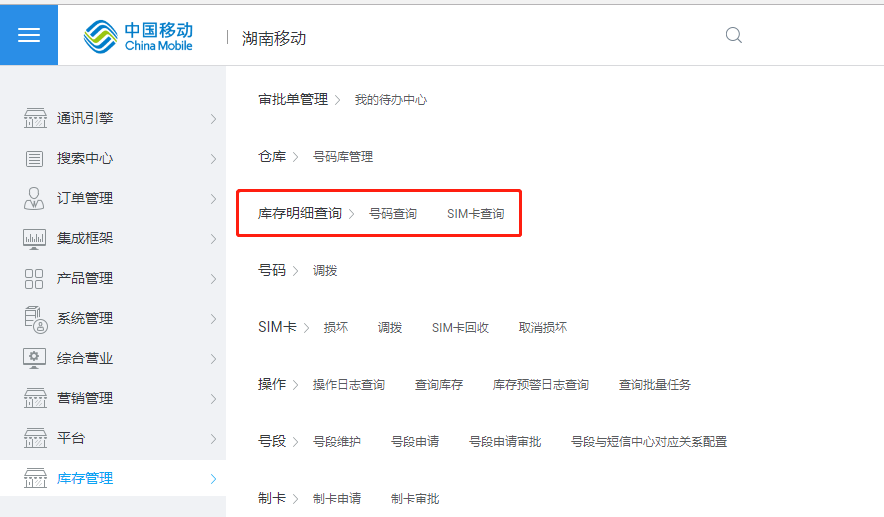 中国移动
China Mobile
湖南移动
通讯引擎
搜索中心
订单管理
集成框架
产品管理
系统管理
综合营业
营销管理
平台
库存管理
审批单管理 我的待办中心
仓库 号码库管理
库存明细查询 号码查询 SIM卡查询
号码 调拨
SIM卡 损坏 调拨 SIM卡回收 取消损坏
操作 操作日志查询 查询库存 库存预警日志查询 查询批量任务
号段 号段维护 号段申请 号段申请审批 号段与短信中心对应关系配置
制卡 制卡申请 制卡审批